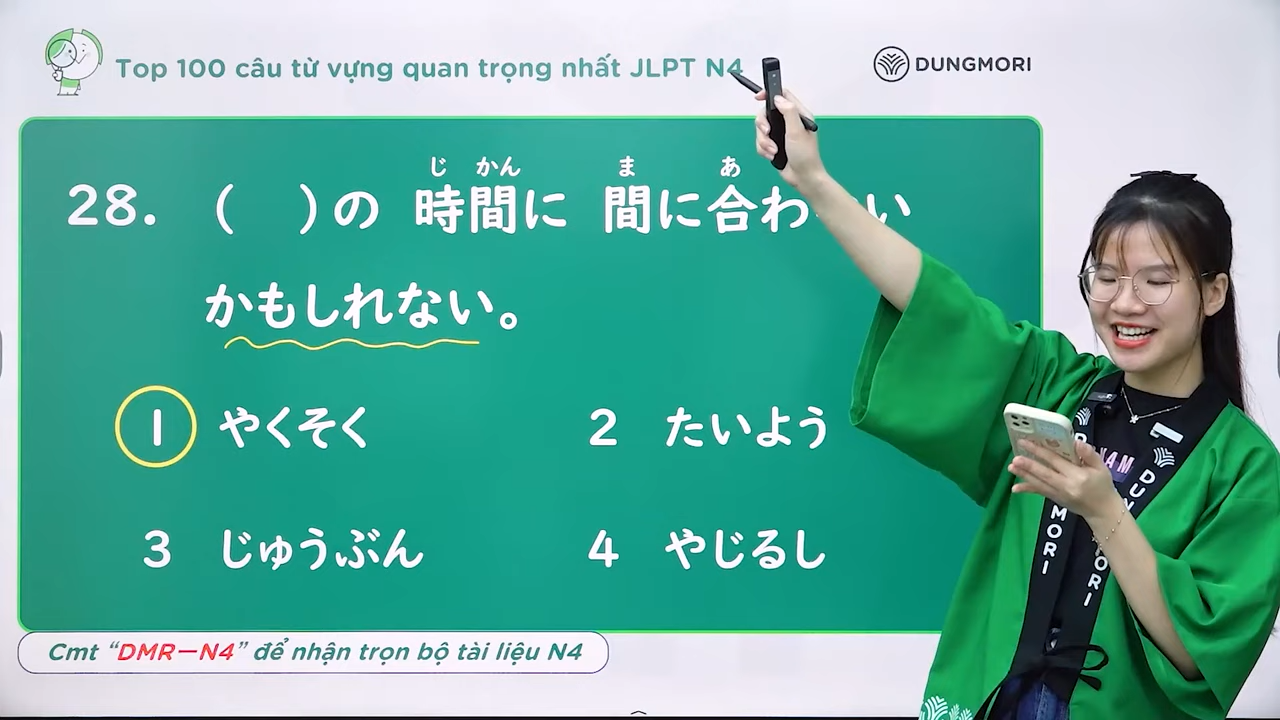 Top 100 câu từ vựng quan trọng nhất JLPT N4
DUNGMORI
じ かん ま あ
28. ( )の 時間に 間に合わ い
かもしれない。
1 やくそく
2 たいよう
3 じゅうぶん
4 やじるし
Cmt “DMR－N4” để nhận trọn bộ tài liệu N4
MORI